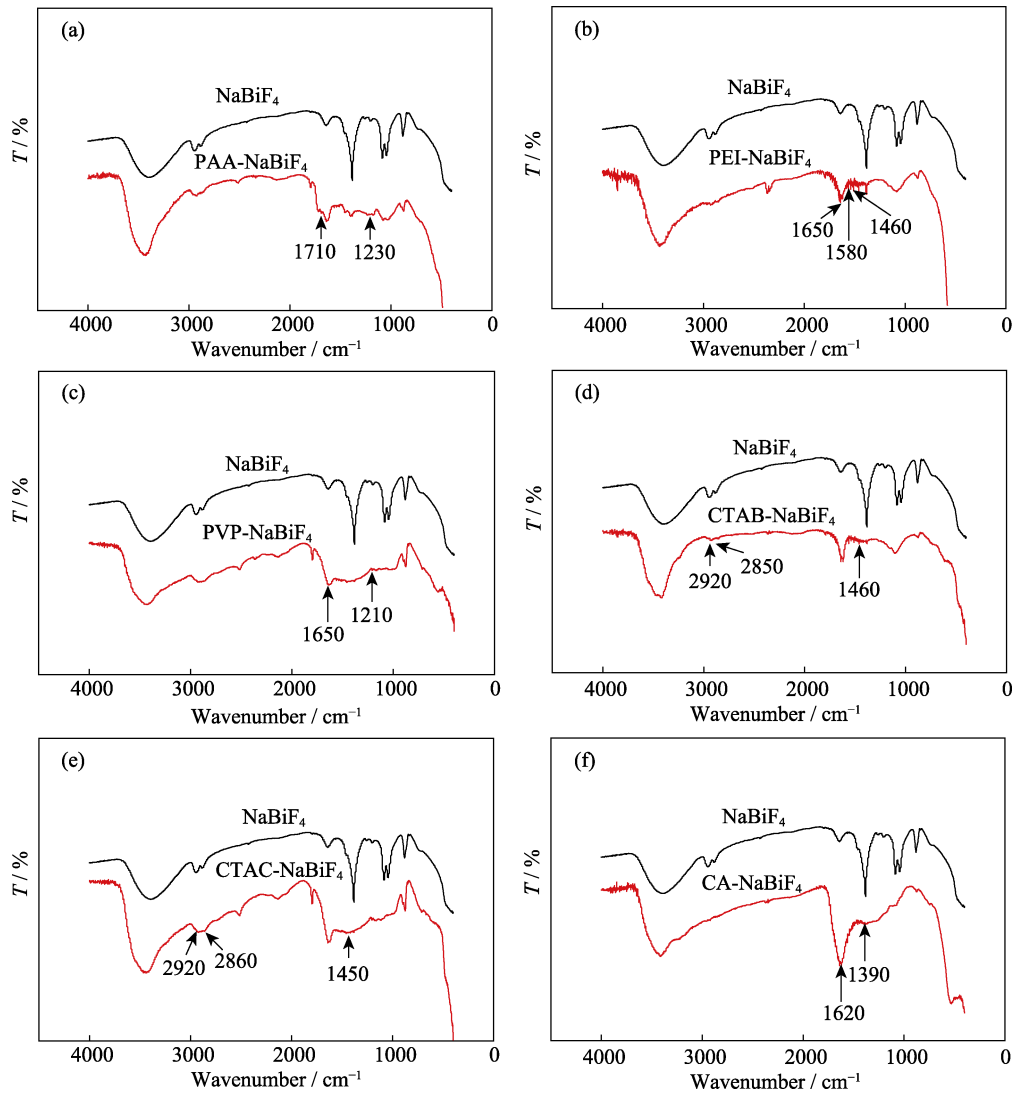 (a)
NaBiF₄
PAA-NaBiF₄
1710
1230
T / %
4000 3000 2000 1000 0
Wavenumber / cm⁻¹
(b)
NaBiF₄
PEI-NaBiF₄
1650
1460
1580
T / %
4000 3000 2000 1000 0
Wavenumber / cm⁻¹
(c)
NaBiF₄
PVP-NaBiF₄
1210
1650
T / %
4000 3000 2000 1000 0
Wavenumber / cm⁻¹
(d)
NaBiF₄
CTAB-NaBiF₄
2850
2920
1460
T / %
4000 3000 2000 1000 0
Wavenumber / cm⁻¹
(e)
NaBiF₄
CTAC-NaBiF₄
2920
2860
1450
T / %
4000 3000 2000 1000 0
Wavenumber / cm⁻¹
(f)
NaBiF₄
CA-NaBiF₄
1390
1620
T / %
4000 3000 2000 1000 0
Wavenumber / cm⁻¹